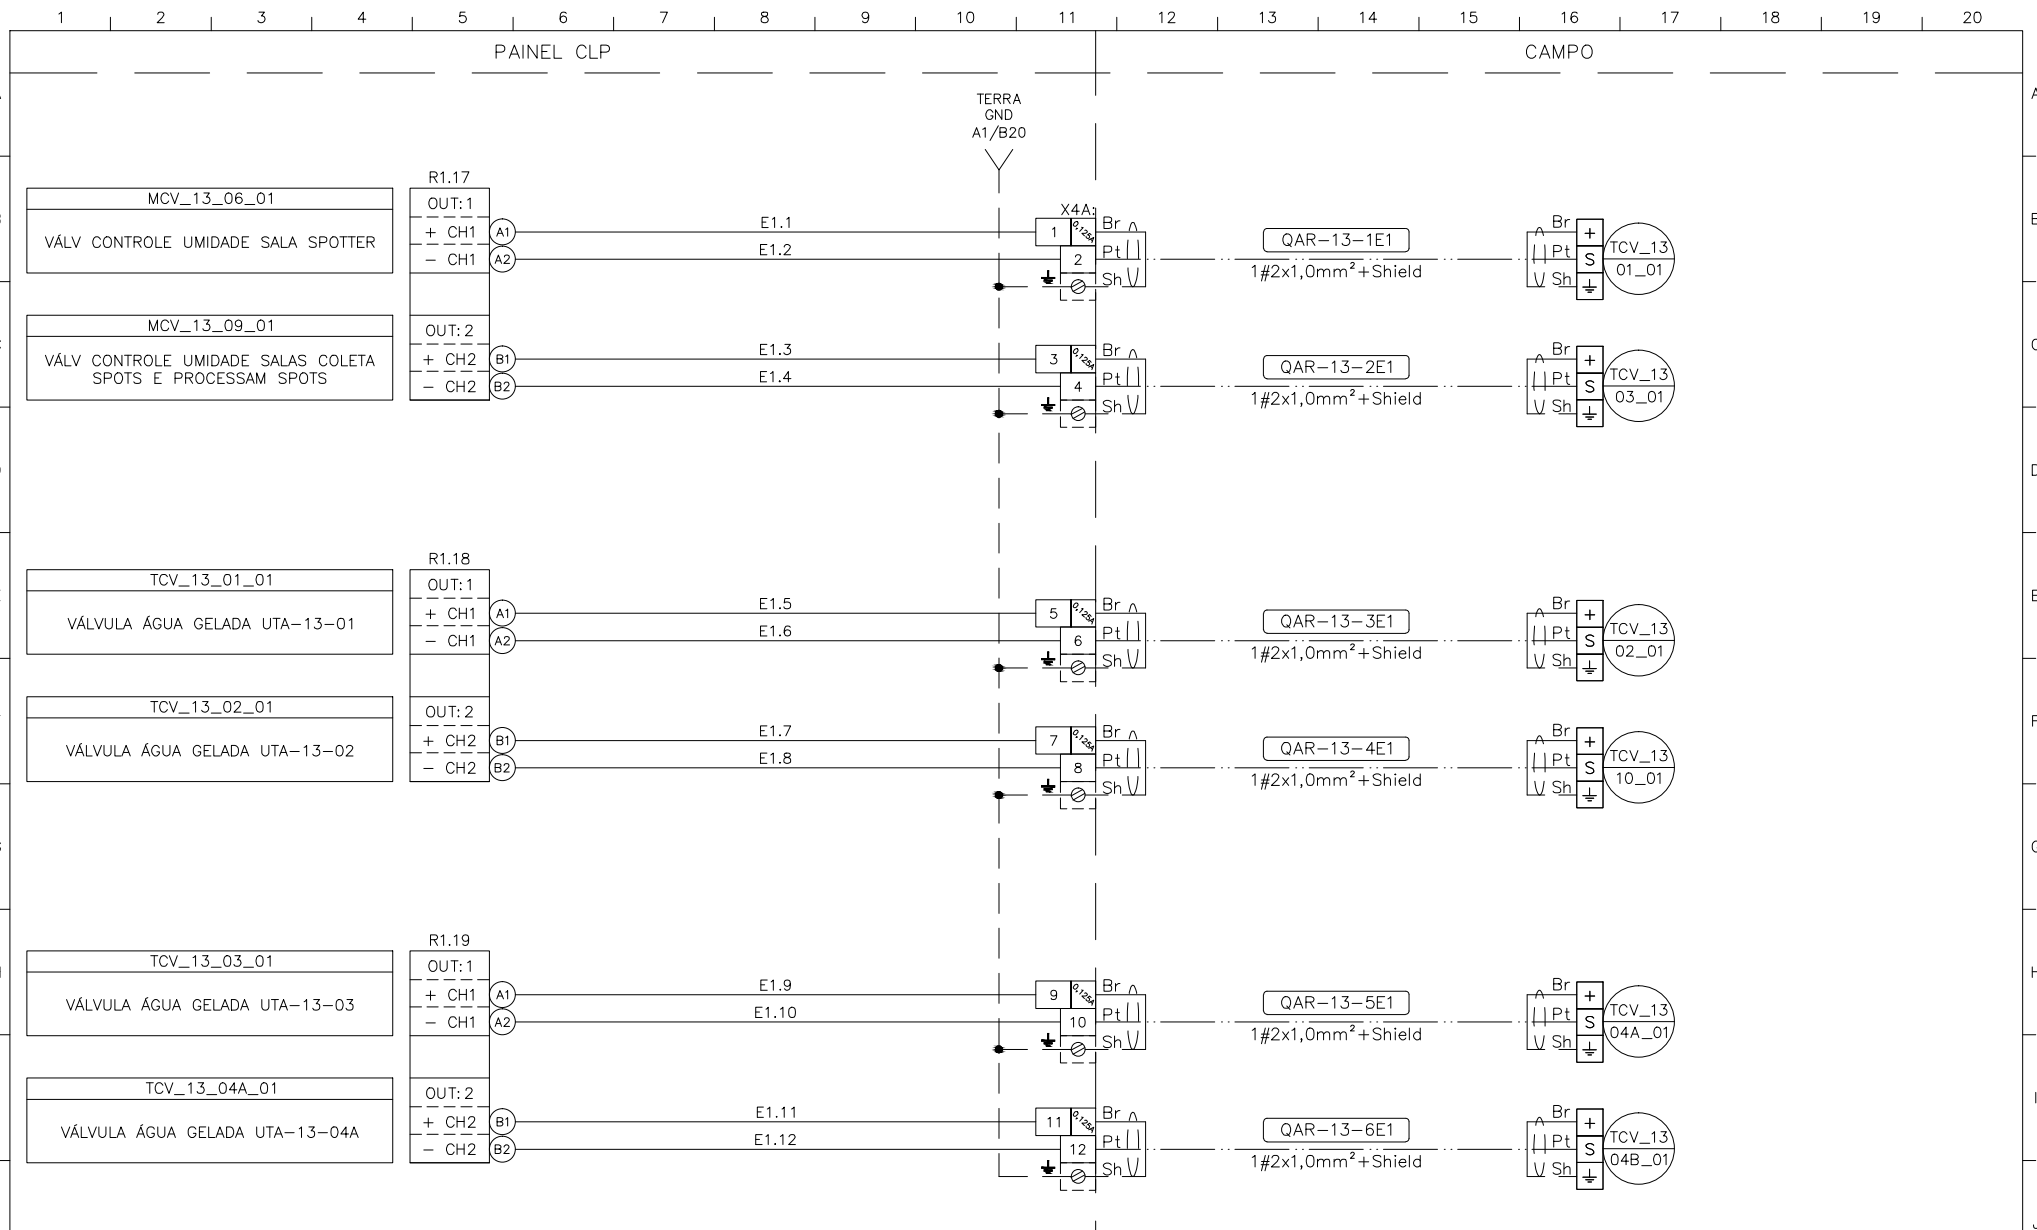 1 2 3 4 5 6 7 8 9 10 11 12 13 14 15 16 17 18 19 20
PAINEL CLP
CAMPO
TERRA
GND
A1/B20
R1.17
MCV_13_06_01
VÁLV CONTROLE UMIDADE SALA SPOTTER
OUT:1
+ CH1 A1
- CH1 A2
E1.1
E1.2
X4A:
1 0,125A Br
2 Pt
Sh
QAR-13-1E1
1#2x1,0mm²+Shield
Br +
Pt S
Sh
TCV_13
01_01
MCV_13_09_01
VÁLV CONTROLE UMIDADE SALAS COLETA
SPOTS E PROCESSAM SPOTS
OUT:2
+ CH2 B1
- CH2 B2
E1.3
E1.4
3 0,125A Br
4 Pt
Sh
QAR-13-2E1
1#2x1,0mm²+Shield
Br +
Pt S
Sh
TCV_13
03_01
R1.18
TCV_13_01_01
VÁLVULA ÁGUA GELADA UTA-13-01
OUT:1
+ CH1 A1
- CH1 A2
E1.5
E1.6
5 0,125A Br
6 Pt
Sh
QAR-13-3E1
1#2x1,0mm²+Shield
Br +
Pt S
Sh
TCV_13
02_01
TCV_13_02_01
VÁLVULA ÁGUA GELADA UTA-13-02
OUT:2
+ CH2 B1
- CH2 B2
E1.7
E1.8
7 0,125A Br
8 Pt
Sh
QAR-13-4E1
1#2x1,0mm²+Shield
Br +
Pt S
Sh
TCV_13
10_01
R1.19
TCV_13_03_01
VÁLVULA ÁGUA GELADA UTA-13-03
OUT:1
+ CH1 A1
- CH1 A2
E1.9
E1.10
9 0,125A Br
10 Pt
Sh
QAR-13-5E1
1#2x1,0mm²+Shield
Br +
Pt S
Sh
TCV_13
04A_01
TCV_13_04A_01
VÁLVULA ÁGUA GELADA UTA-13-04A
OUT:2
+ CH2 B1
- CH2 B2
E1.11
E1.12
11 0,125A Br
12 Pt
Sh
QAR-13-6E1
1#2x1,0mm²+Shield
Br +
Pt S
Sh
TCV_13
04B_01